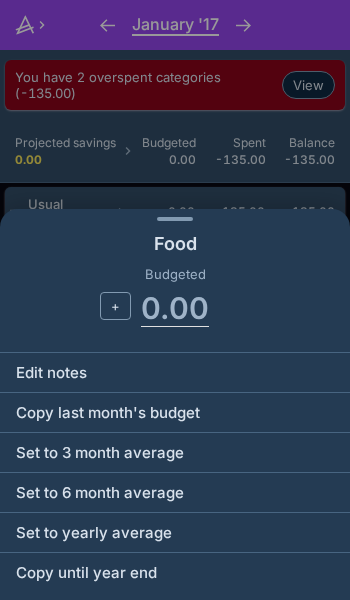 January '17
You have 2 overspent categories
(-135.00)
View
Projected savings
Budgeted
Spent
Balance
0.00
0.00
-135.00
-135.00
Usual
Food
Budgeted
+
0.00
Edit notes
Copy last month's budget
Set to 3 month average
Set to 6 month average
Set to yearly average
Copy until year end